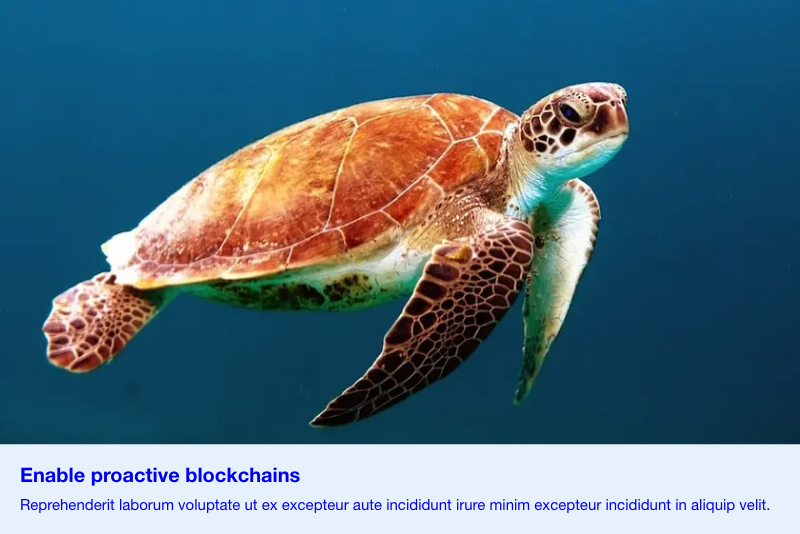 Enable proactive blockchains
Reprehenderit laborum voluptate ut ex excepteur aute incididunt irure minim excepteur incididunt in aliquip velit.